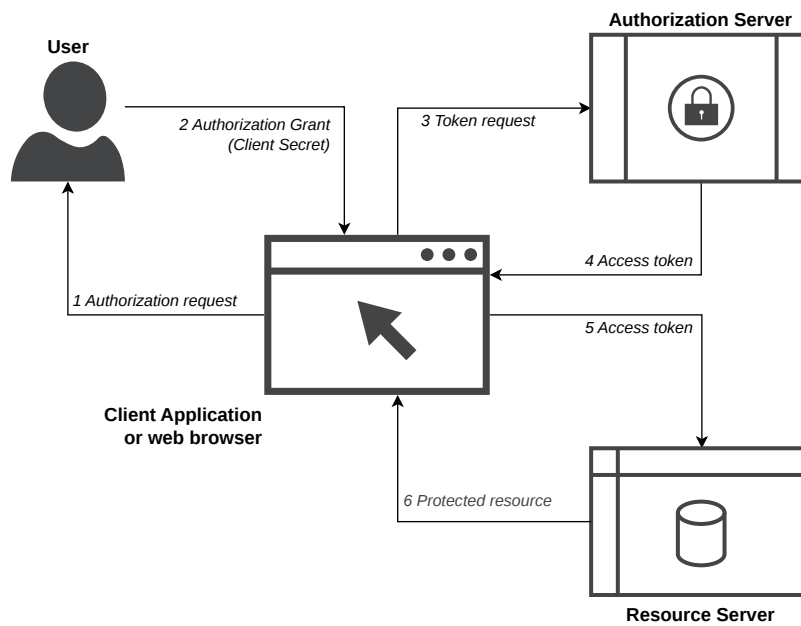 Authorization Server
User
2 Authorization Grant
(Client Secret)
3 Token request
4 Access token
1 Authorization request
5 Access token
Client Application
or web browser
6 Protected resource
Resource Server